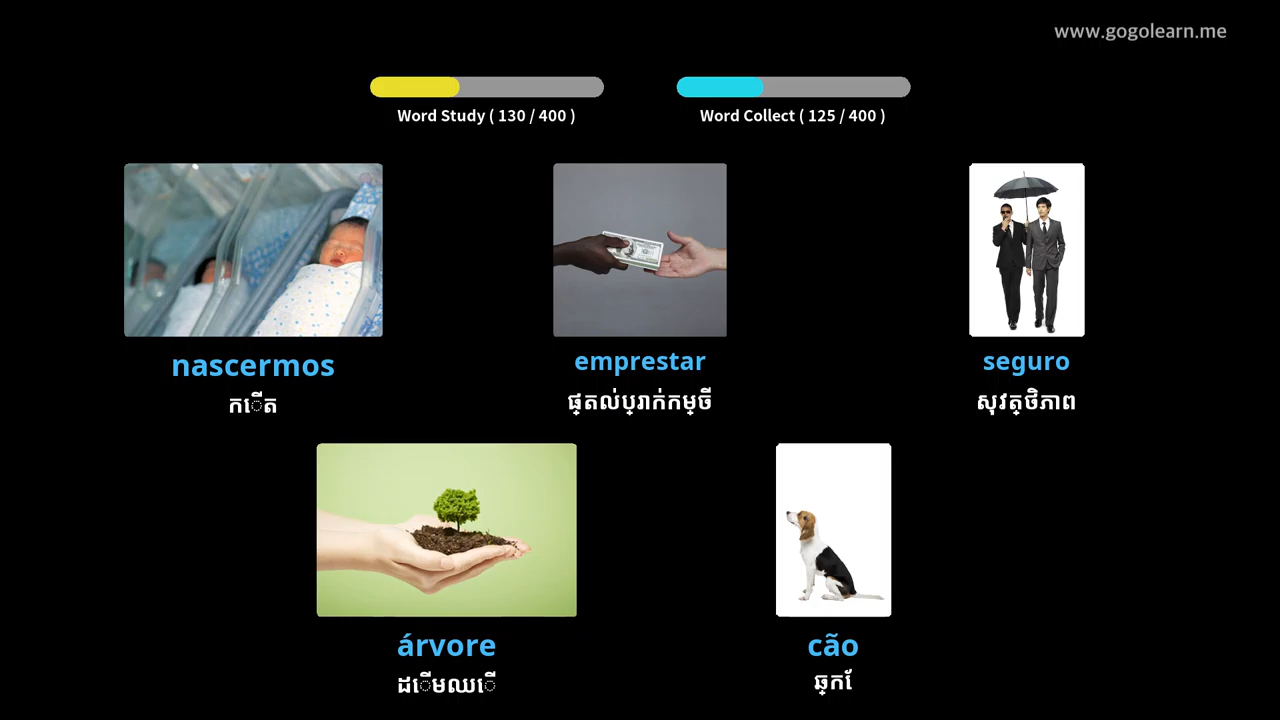 www.gogolearn.me
Word Study ( 130 / 400 )
Word Collect ( 125 / 400 )
nascermos
emprestar
seguro
កើត
ផ្តល់ប្រាក់កម្ចី
សុវត្ថិភាព
árvore
cão
ដើមឈើ
ឆ្កែ